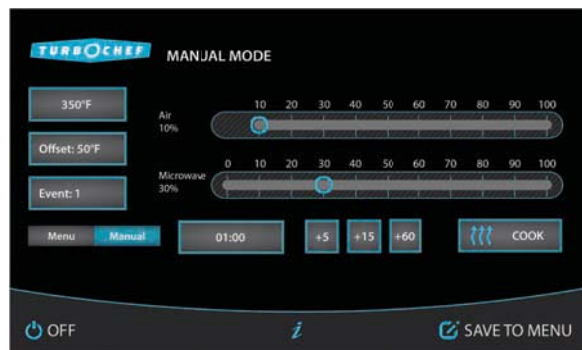 TURBOCHEF
MANUAL MODE
350°F
Offset: 50°F
Event: 1
Air
10%
10 20 30 40 50 60 70 80 90 100
Microwave
30%
0 10 20 30 40 50 60 70 80 90 100
Menu Manual
01:00
+5 +15 +60
COOK
OFF
i
SAVE TO MENU